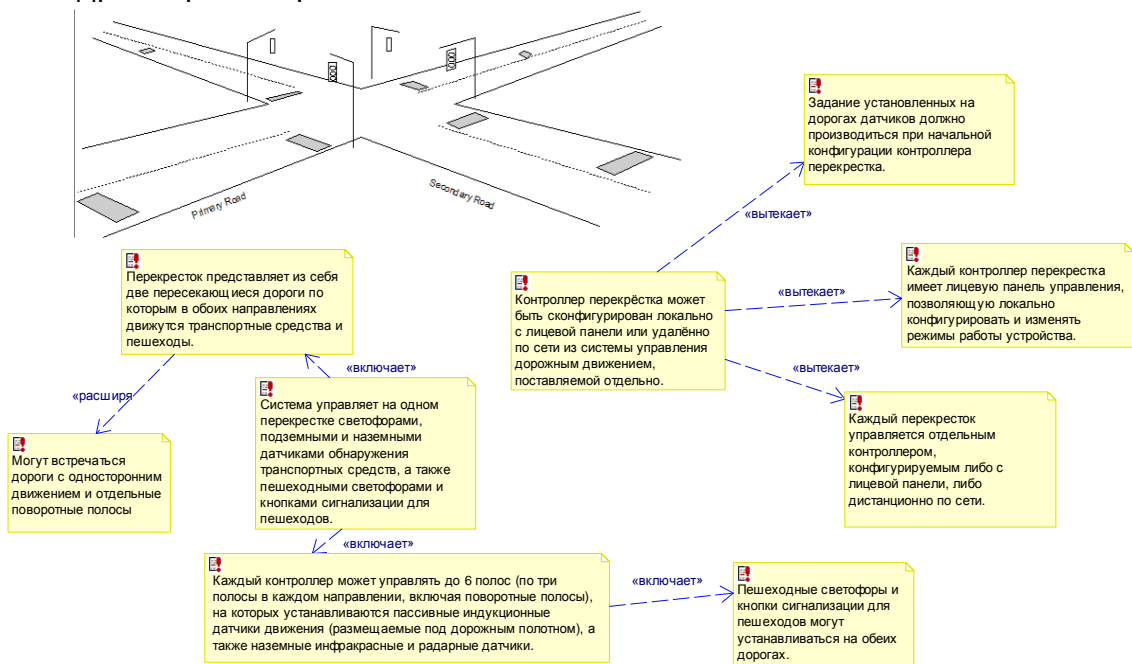 Primary Road
Secondary Road
Задание установленных на
дорогах датчиков должно
производиться при начальной
конфигурации контроллера
перекрестка.
«вытекает»
Перекресток представляет из себя
две пересекающиеся дороги по
которым в обоих направлениях
движутся транспортные средства и
пешеходы.
Контроллер перекрёстка может
быть сконфигурирован локально
с лицевой панели или удалённо
по сети из системы управления
дорожным движением,
поставляемой отдельно.
«вытекает»
Каждый контроллер перекрестка
имеет лицевую панель управления,
позволяющую локально
конфигурировать и изменять
режимы работы устройства.
«включает»
«вытекает»
«расширя
Система управляет на одном
перекрестке светофорами,
подземными и наземными
датчиками обнаружения
транспортных средств, а также
пешеходными светофорами и
кнопками сигнализации для
пешеходов.
Каждый перекресток
управляется отдельным
контроллером,
конфигурируемым либо с
лицевой панели, либо
дистанционно по сети.
Могут встречаться
дороги с односторонним
движением и отдельные
поворотные полосы
«включает»
Каждый контроллер может управлять до 6 полос (по три
полосы в каждом направлении, включая поворотные полосы),
на которых устанавливаются пассивные индукционные
датчики движения (размещаемые под дорожным полотном), а
также наземные инфракрасные и радарные датчики.
«включает»
Пешеходные светофоры и
кнопки сигнализации для
пешеходов могут
устанавливаться на обеих
дорогах.